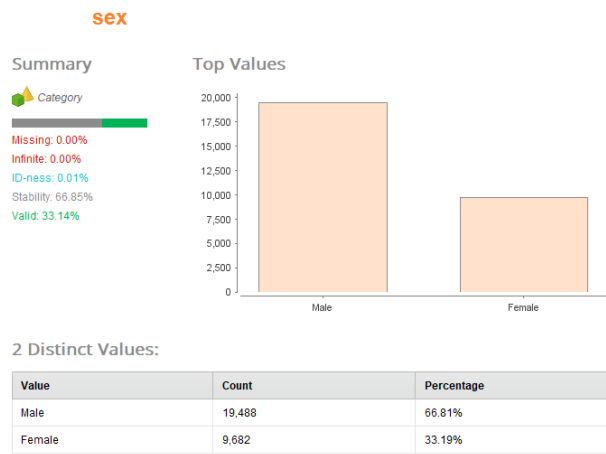 sex
Summary
Top Values
Category
Missing: 0.00%
Infinite: 0.00%
ID-ness: 0.01%
Stability: 66.85%
Valid: 33.14%
20,000
17,500
15,000
12,500
10,000
7,500
5,000
2,500
0
Male Female
2 Distinct Values:
Value Count Percentage
Male 19,488 66.81%
Female 9,682 33.19%